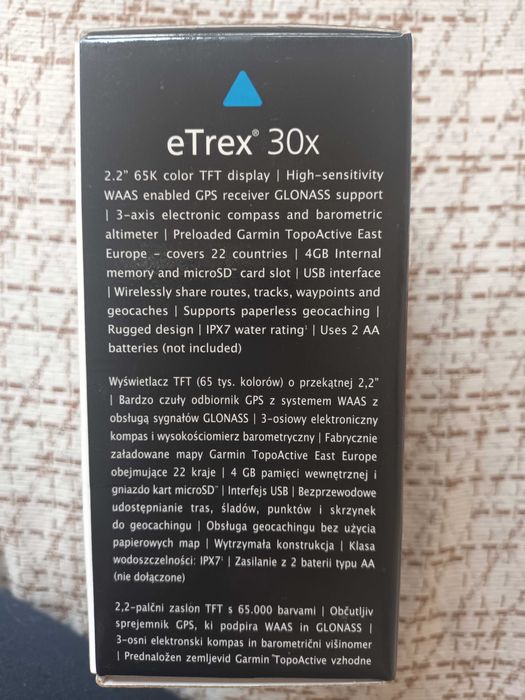 eTrex® 30x
2.2" 65K color TFT display | High-sensitivity
WAAS enabled GPS receiver GLONASS support
| 3-axis electronic compass and barometric
altimeter | Preloaded Garmin TopoActive East
Europe – covers 22 countries | 4GB Internal
memory and microSD™ card slot | USB interface
| Wirelessly share routes, tracks, waypoints and
geocaches | Supports paperless geocaching |
Rugged design | IPX7 water rating¹ | Uses 2 AA
batteries (not included)
Wyświetlacz TFT (65 tys. kolorów) o przekątnej 2,2"
| Bardzo czuły odbiornik GPS z systemem WAAS z
obsługą sygnałów GLONASS | 3-osiowy elektroniczny
kompas i wysokościomierz barometryczny | Fabrycznie
załadowane mapy Garmin TopoActive East Europe
obejmujące 22 kraje | 4 GB pamięci wewnętrznej i
gniazdo kart microSD™ | Interfejs USB | Bezprzewodowe
udostępnianie tras, śladów, punktów i skrzynek
do geocachingu | Obsługa geocachingu bez użycia
papierowych map | Wytrzymała konstrukcja | Klasa
wodoszczelności: IPX7¹ | Zasilanie z 2 baterii typu AA
(nie dołączone)
2,2-palčni zaslon TFT s 65.000 barvami | Občutljiv
sprejemnik GPS, ki podpira WAAS in GLONASS |
3-osni elektronski kompas in barometrični višinomer
| Prednaložen zemljevid Garmin TopoActive vzhodne